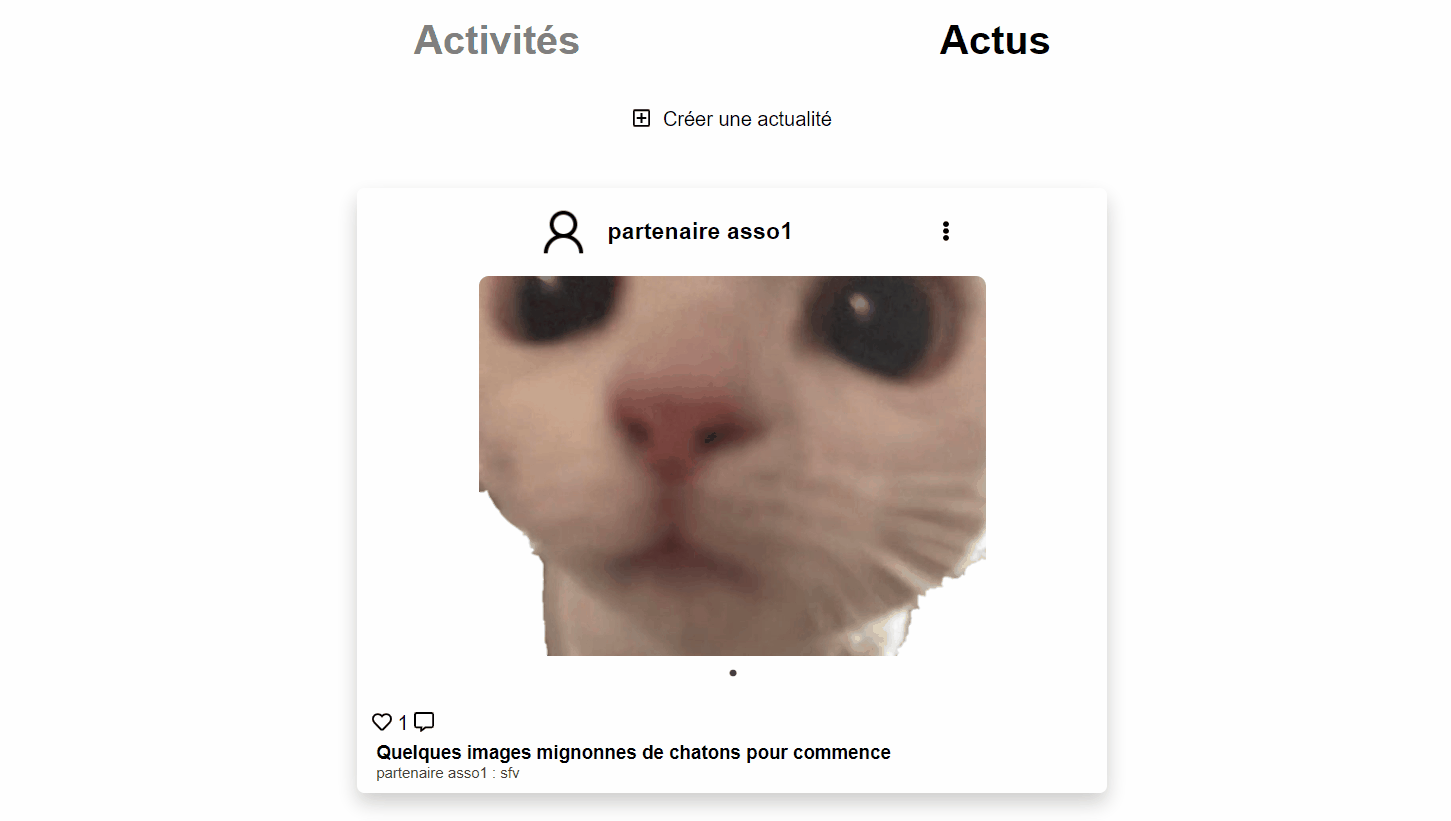 Activités
Actus
Créer une actualité
partenaire asso1
1
Quelques images mignonnes de chatons pour commence
partenaire asso1 : sfv